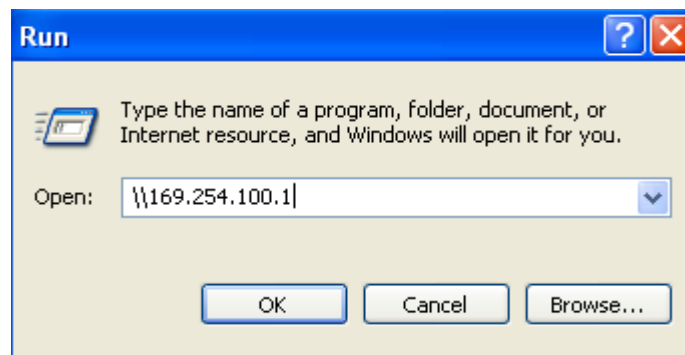 Run
Type the name of a program, folder, document, or
Internet resource, and Windows will open it for you.
Open: \\169.254.100.1
OK Cancel Browse...